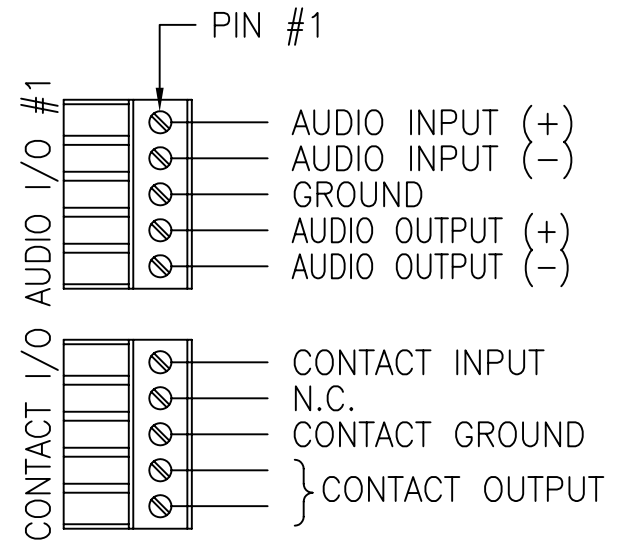 PIN #1
AUDIO I/O #1
AUDIO INPUT (+)
AUDIO INPUT (−)
GROUND
AUDIO OUTPUT (+)
AUDIO OUTPUT (−)
CONTACT I/O
CONTACT INPUT
N.C.
CONTACT GROUND
CONTACT OUTPUT